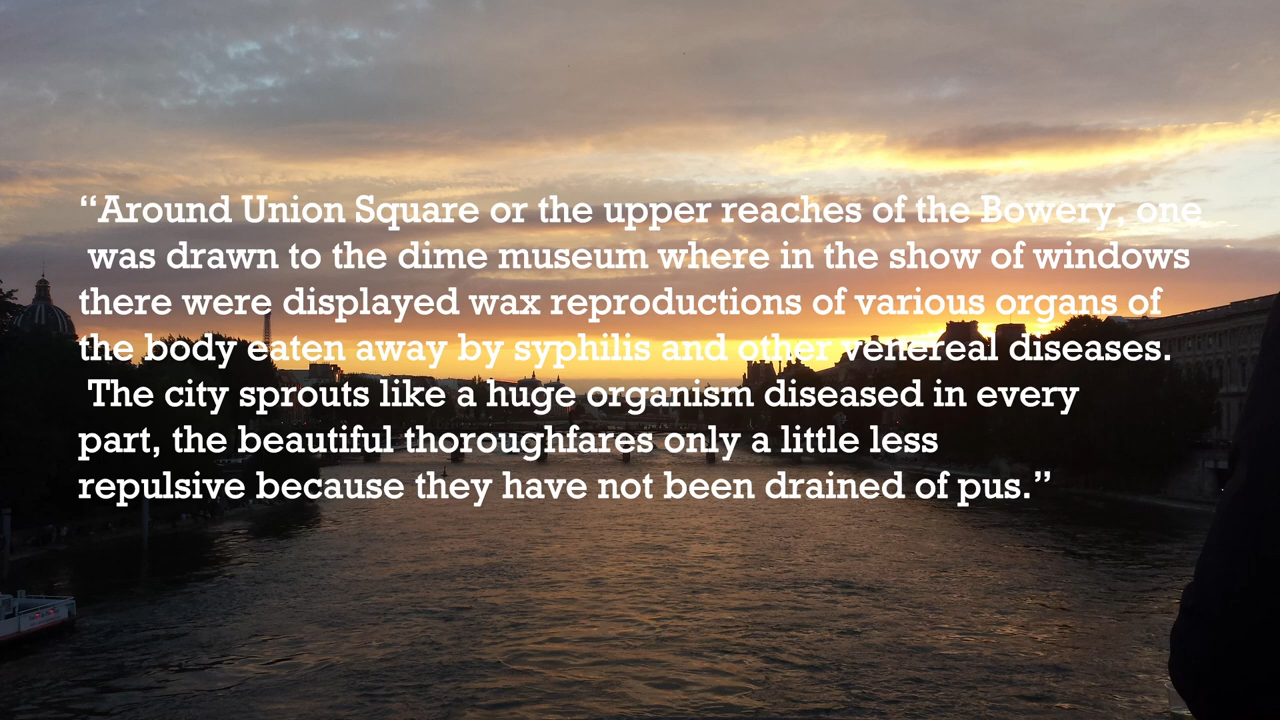 “Around Union Square or the upper reaches of the Bowery, one
was drawn to the dime museum where in the show of windows
there were displayed wax reproductions of various organs of
the body eaten away by syphilis and other venereal diseases.
The city sprouts like a huge organism diseased in every
part, the beautiful thoroughfares only a little less
repulsive because they have not been drained of pus.”